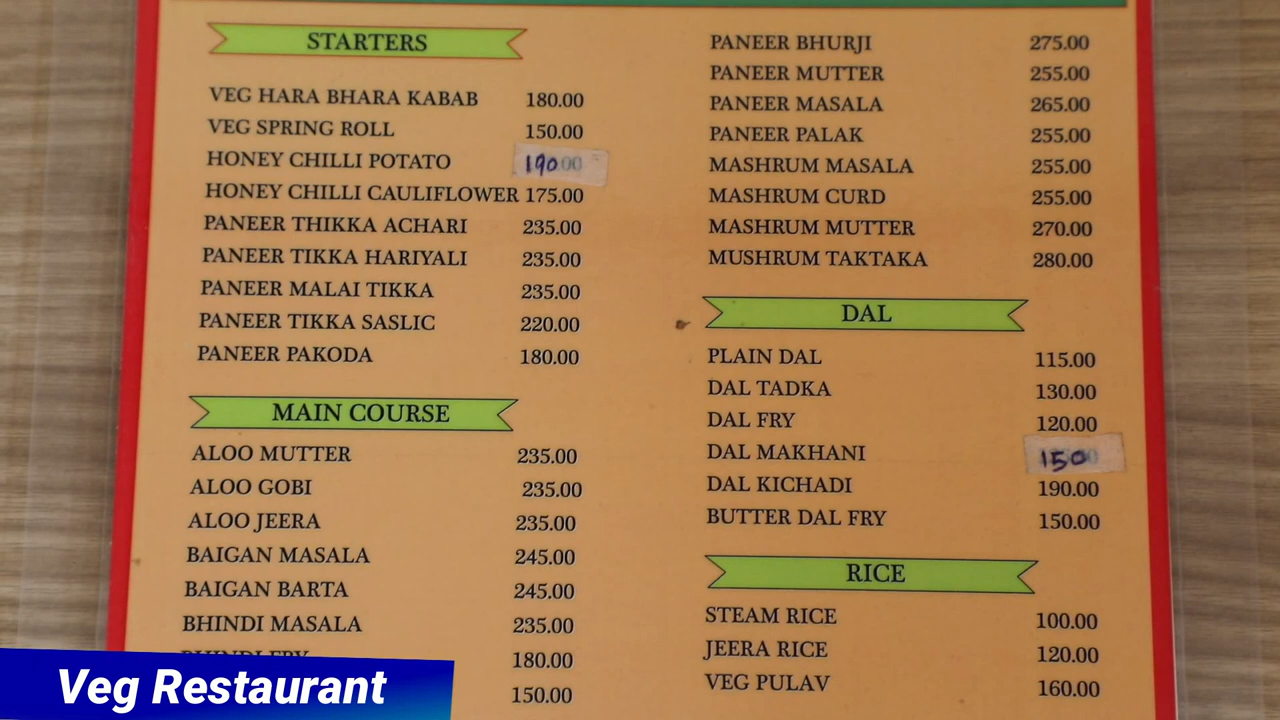 STARTERS
VEG HARA BHARA KABAB 180.00
VEG SPRING ROLL 150.00
HONEY CHILLI POTATO 190.00
HONEY CHILLI CAULIFLOWER 175.00
PANEER THIKKA ACHARI 235.00
PANEER TIKKA HARIYALI 235.00
PANEER MALAI TIKKA 235.00
PANEER TIKKA SASLIC 220.00
PANEER PAKODA 180.00
MAIN COURSE
ALOO MUTTER 235.00
ALOO GOBI 235.00
ALOO JEERA 235.00
BAIGAN MASALA 245.00
BAIGAN BARTA 245.00
BHINDI MASALA 235.00
BHINDI FRY 180.00
150.00
PANEER BHURJI 275.00
PANEER MUTTER 255.00
PANEER MASALA 265.00
PANEER PALAK 255.00
MASHRUM MASALA 255.00
MASHRUM CURD 255.00
MASHRUM MUTTER 270.00
MUSHRUM TAKTAKA 280.00
DAL
PLAIN DAL 115.00
DAL TADKA 130.00
DAL FRY 120.00
DAL MAKHANI 150
DAL KICHADI 190.00
BUTTER DAL FRY 150.00
RICE
STEAM RICE 100.00
JEERA RICE 120.00
VEG PULAV 160.00
Veg Restaurant